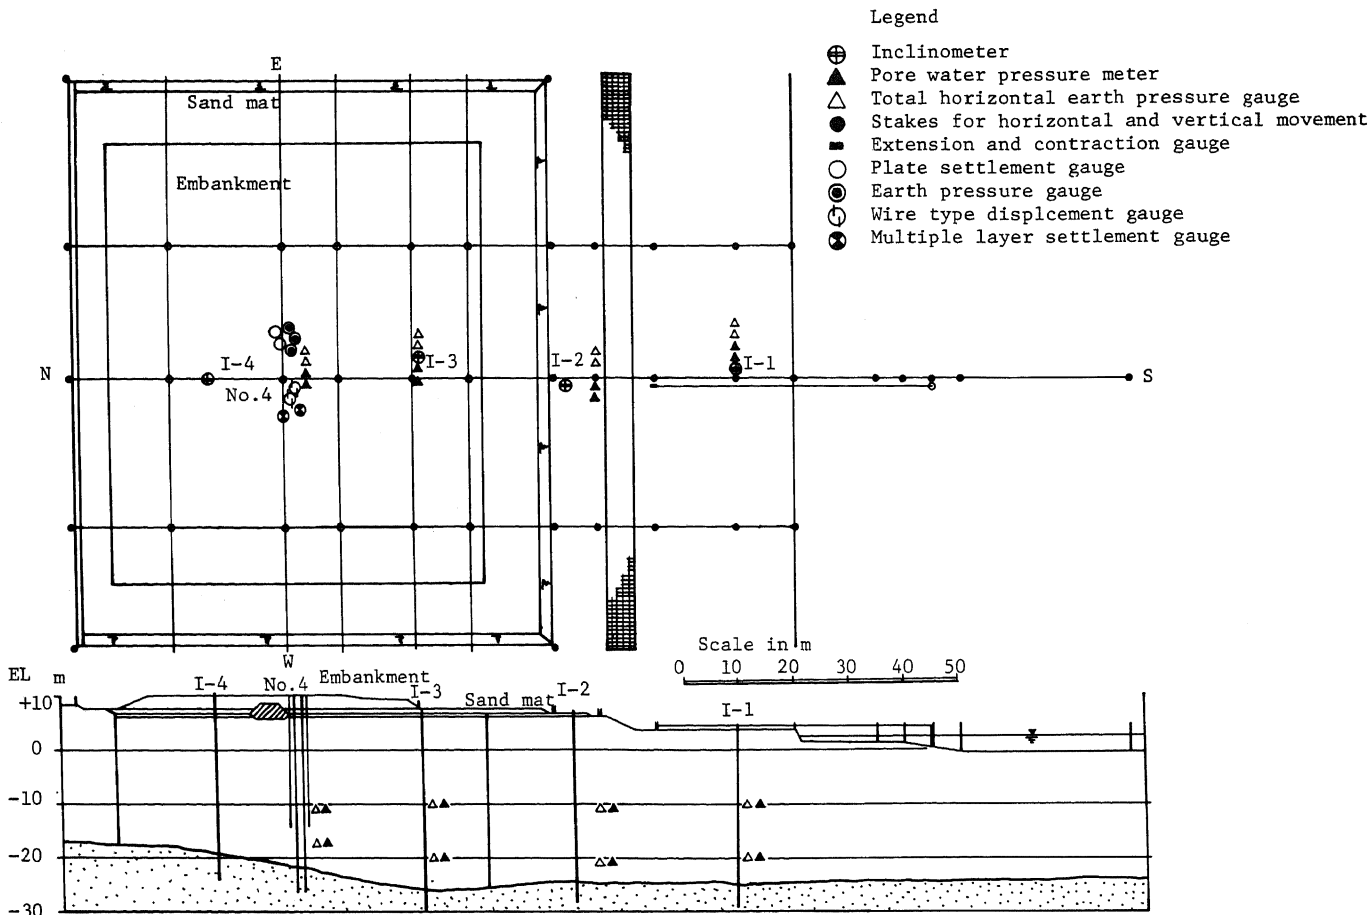 Legend
Inclinometer
Pore water pressure meter
Total horizontal earth pressure gauge
Stakes for horizontal and vertical movement
Extension and contraction gauge
Plate settlement gauge
Earth pressure gauge
Wire type displcement gauge
Multiple layer settlement gauge
E
Sand mat
Embankment
N
I-4
I-3
I-2
I-1
S
No.4
W
Scale in m
0 10 20 30 40 50
EL m
I-4
No.4
Embankment
I-3
Sand mat
I-2
I-1
+10
0
-10
-20
-30